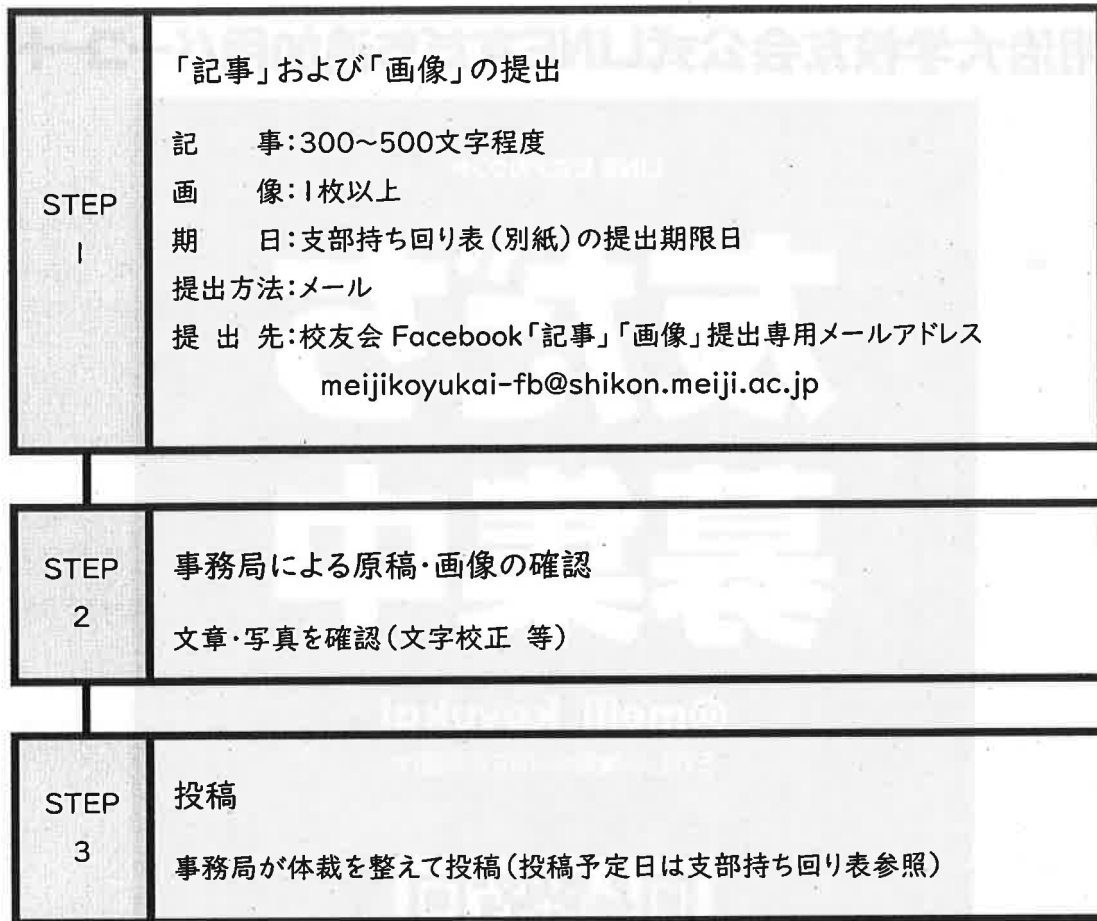 「記事」および「画像」の提出
記　　事：300～500文字程度
画　　像：1枚以上
期　　日：支部持ち回り表（別紙）の提出期限日
提出方法：メール
提　出　先：校友会 Facebook「記事」「画像」提出専用メールアドレス
meijikoyukai-fb@shikon.meiji.ac.jp
STEP
1
事務局による原稿・画像の確認
文章・写真を確認（文字校正　等）
STEP
2
投稿
事務局が体裁を整えて投稿（投稿予定日は支部持ち回り表参照）
STEP
3